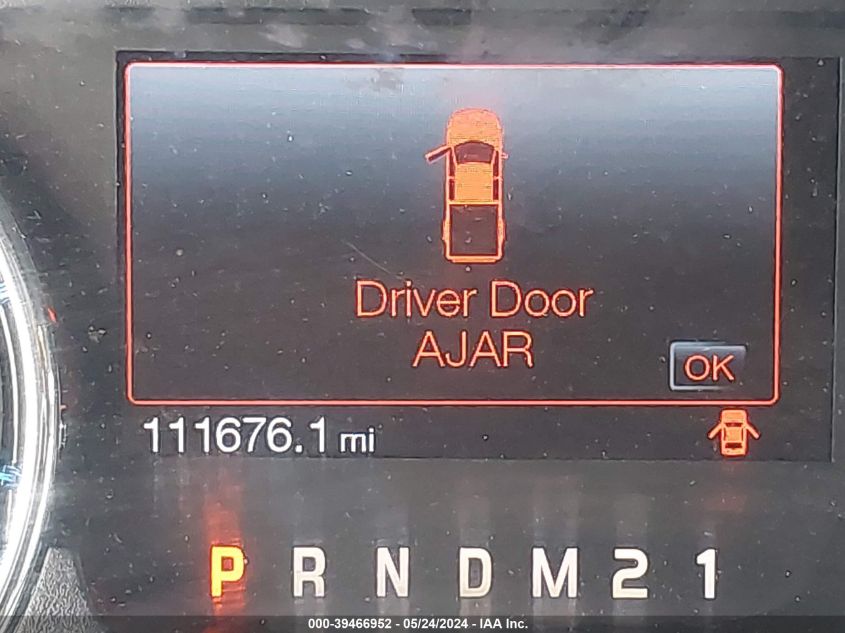 Driver Door
AJAR
OK
111676.1 mi
P R N D M 2 1
000-39466952 - 05/24/2024 - IAA Inc.